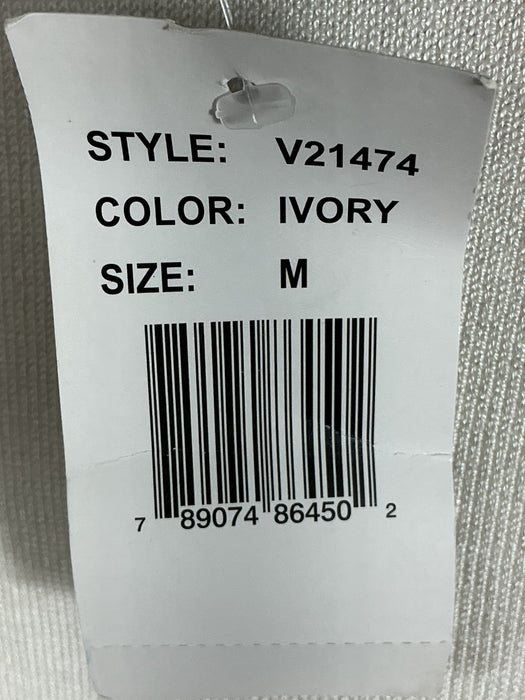 STYLE: V21474
COLOR: IVORY
SIZE: M
7 89074 86450 2